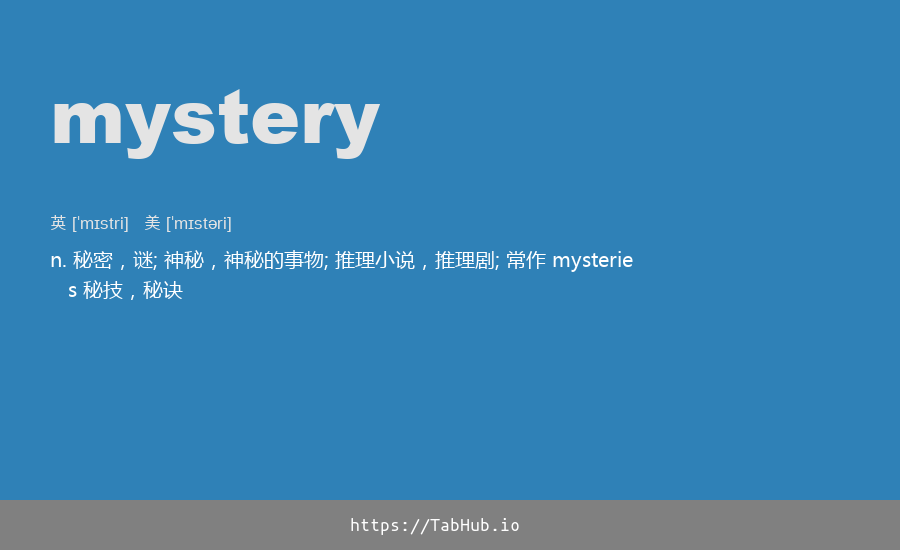 mystery
英 [ˈmɪstri] 美 [ˈmɪstəri]
n. 秘密，谜; 神秘，神秘的事物; 推理小说，推理剧; 常作 mysterie
s 秘技，秘诀
https://TabHub.io